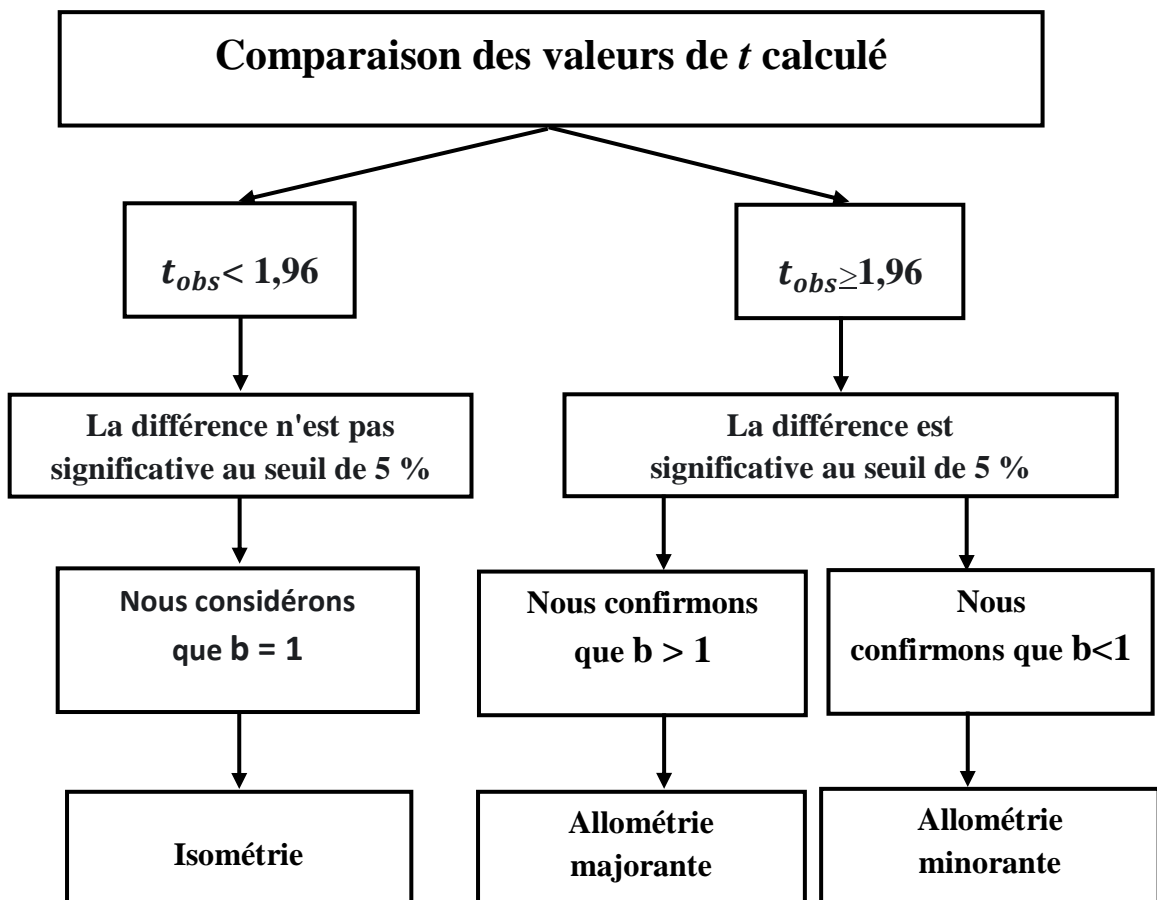 Comparaison des valeurs de t calculé
t_obs< 1,96
t_obs≥1,96
La différence n'est pas
significative au seuil de 5 %
La différence est
significative au seuil de 5 %
Nous considérons
que b = 1
Nous confirmons
que b > 1
Nous
confirmons que b<1
Isométrie
Allométrie
majorante
Allométrie
minorante